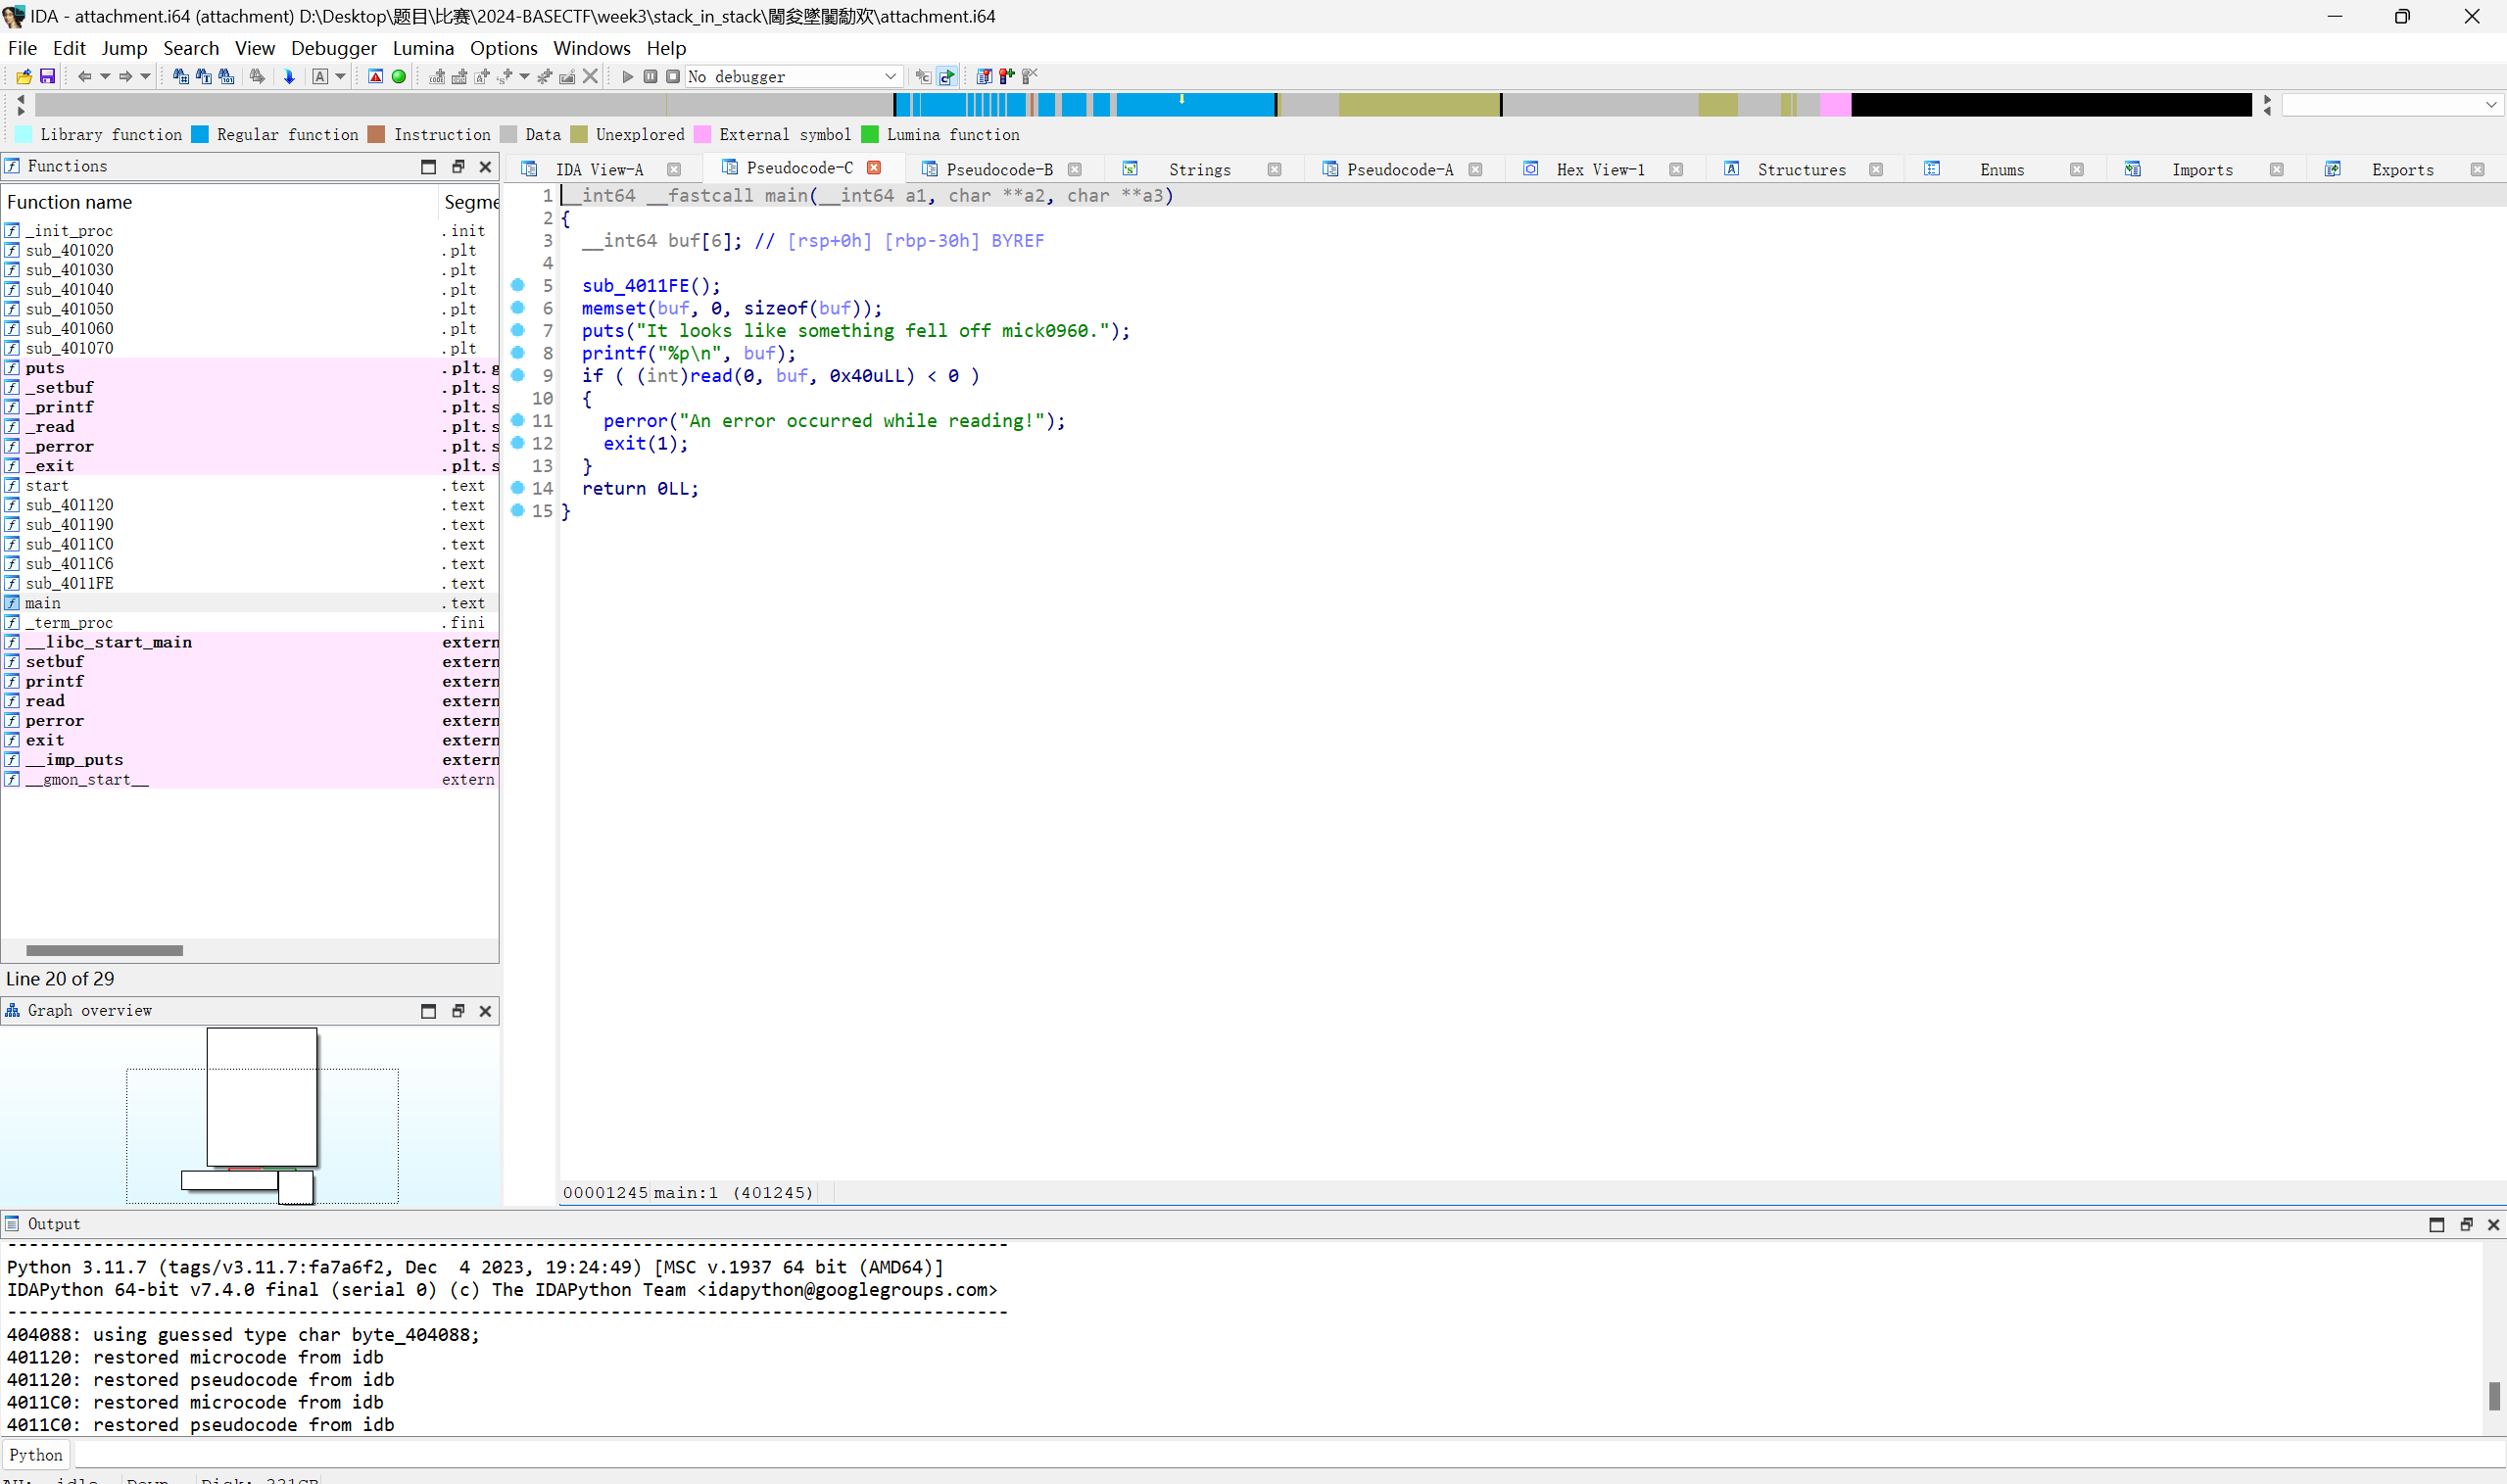 IDA - attachment.i64 (attachment) D:\Desktop\题目\比赛\2024-BASECTF\week3\stack_in_stack\attachment.i64
File Edit Jump Search View Debugger Lumina Options Windows Help
No debugger
Library function Regular function Instruction Data Unexplored External symbol Lumina function
Functions
Function name Segme
_init_proc .init
sub_401020 .plt
sub_401030 .plt
sub_401040 .plt
sub_401050 .plt
sub_401060 .plt
sub_401070 .plt
puts .plt.g
_setbuf .plt.s
_printf .plt.s
_read .plt.s
_perror .plt.s
_exit .plt.s
start .text
sub_401120 .text
sub_401190 .text
sub_4011C0 .text
sub_4011C6 .text
sub_4011FE .text
main .text
_term_proc .fini
__libc_start_main extern
setbuf extern
printf extern
read extern
perror extern
exit extern
__imp_puts extern
__gmon_start__ extern
Line 20 of 29
Graph overview
IDA View-A Pseudocode-C Pseudocode-B Strings Pseudocode-A Hex View-1 Structures Enums Imports Exports
1 __int64 __fastcall main(__int64 a1, char **a2, char **a3)
2 {
3 __int64 buf[6]; // [rsp+0h] [rbp-30h] BYREF
4
5 sub_4011FE();
6 memset(buf, 0, sizeof(buf));
7 puts("It looks like something fell off mick0960.");
8 printf("%p\n", buf);
9 if ( (int)read(0, buf, 0x40uLL) < 0 )
10 {
11 perror("An error occurred while reading!");
12 exit(1);
13 }
14 return 0LL;
15 }
00001245 main:1 (401245)
Output
---------------------------------------------------------------------------------------------
Python 3.11.7 (tags/v3.11.7:fa7a6f2, Dec  4 2023, 19:24:49) [MSC v.1937 64 bit (AMD64)]
IDAPython 64-bit v7.4.0 final (serial 0) (c) The IDAPython Team <idapython@googlegroups.com>
---------------------------------------------------------------------------------------------
404088: using guessed type char byte_404088;
401120: restored microcode from idb
401120: restored pseudocode from idb
4011C0: restored microcode from idb
4011C0: restored pseudocode from idb
Python